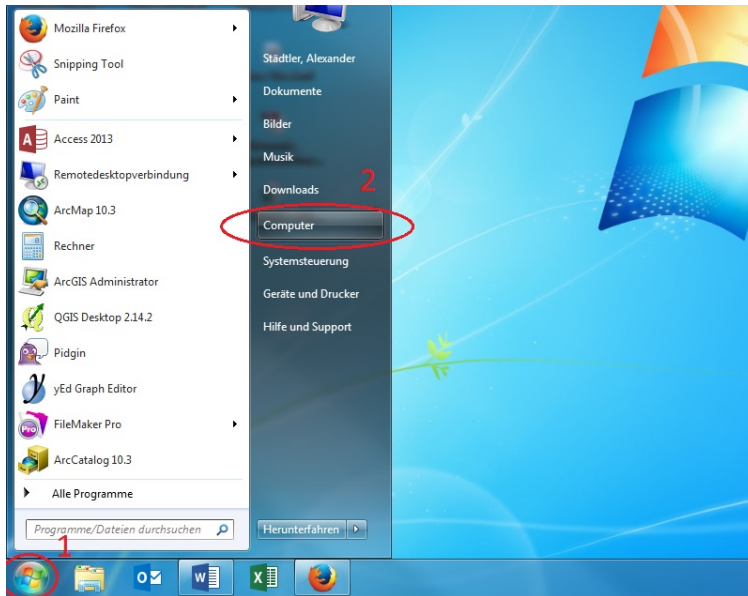 Mozilla Firefox
Snipping Tool
Paint
Access 2013
Remotedesktopverbindung
ArcMap 10.3
Rechner
ArcGIS Administrator
QGIS Desktop 2.14.2
Pidgin
yEd Graph Editor
FileMaker Pro
ArcCatalog 10.3
Alle Programme
Programme/Dateien durchsuchen
1
Städtler, Alexander
Dokumente
Bilder
Musik
Downloads
2
Computer
Systemsteuerung
Geräte und Drucker
Hilfe und Support
Herunterfahren